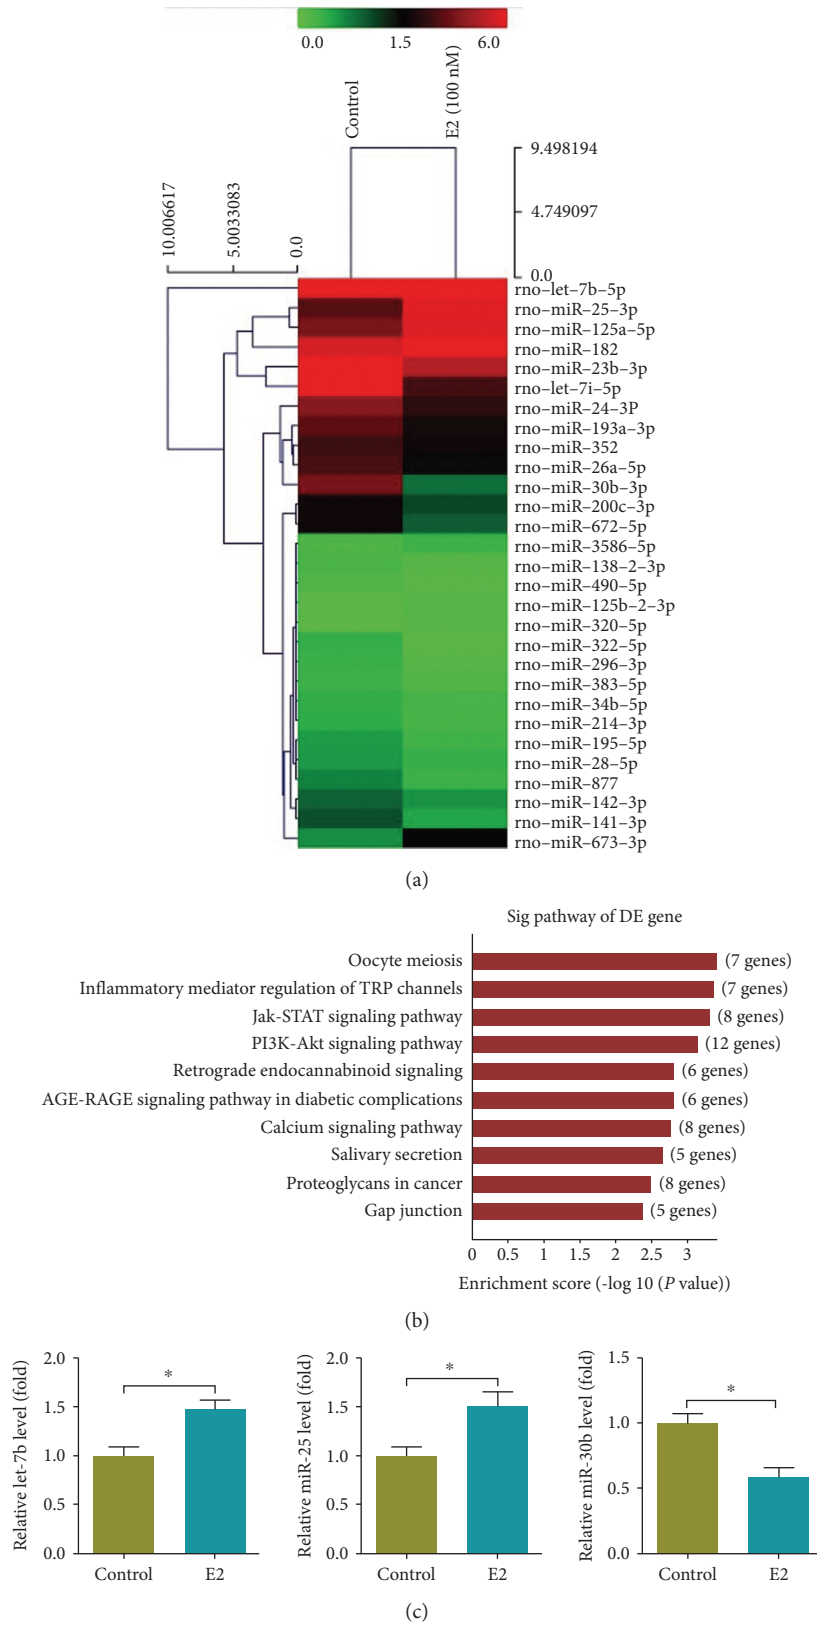 0.0 1.5 6.0
Control
E2 (100 nM)
9.498194
4.749097
0.0
10.006617
5.0033083
0.0
rno–let–7b–5p
rno–miR–25–3p
rno–miR–125a–5p
rno–miR–182
rno–miR–23b–3p
rno–let–7i–5p
rno–miR–24–3P
rno–miR–193a–3p
rno–miR–352
rno–miR–26a–5p
rno–miR–30b–3p
rno–miR–200c–3p
rno–miR–672–5p
rno–miR–3586–5p
rno–miR–138–2–3p
rno–miR–490–5p
rno–miR–125b–2–3p
rno–miR–320–5p
rno–miR–322–5p
rno–miR–296–3p
rno–miR–383–5p
rno–miR–34b–5p
rno–miR–214–3p
rno–miR–195–5p
rno–miR–28–5p
rno–miR–877
rno–miR–142–3p
rno–miR–141–3p
rno–miR–673–3p
(a)
Sig pathway of DE gene
Oocyte meiosis (7 genes)
Inflammatory mediator regulation of TRP channels (7 genes)
Jak-STAT signaling pathway (8 genes)
PI3K-Akt signaling pathway (12 genes)
Retrograde endocannabinoid signaling (6 genes)
AGE-RAGE signaling pathway in diabetic complications (6 genes)
Calcium signaling pathway (8 genes)
Salivary secretion (5 genes)
Proteoglycans in cancer (8 genes)
Gap junction (5 genes)
0 0.5 1 1.5 2 2.5 3
Enrichment score (-log 10 (P value))
(b)
Relative let-7b level (fold)
2.0
1.5
1.0
0.5
0.0
*
Control E2
Relative miR-25 level (fold)
2.0
1.5
1.0
0.5
0.0
*
Control E2
Relative miR-30b level (fold)
1.5
1.0
0.5
0.0
*
Control E2
(c)